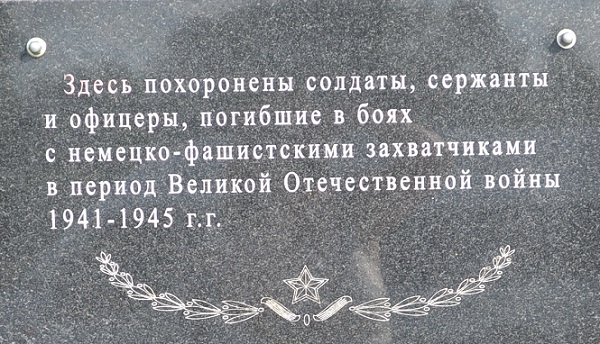 Здесь похоронены солдаты, сержанты
и офицеры, погибшие в боях
с немецко-фашистскими захватчиками
в период Великой Отечественной войны
1941-1945 г.г.